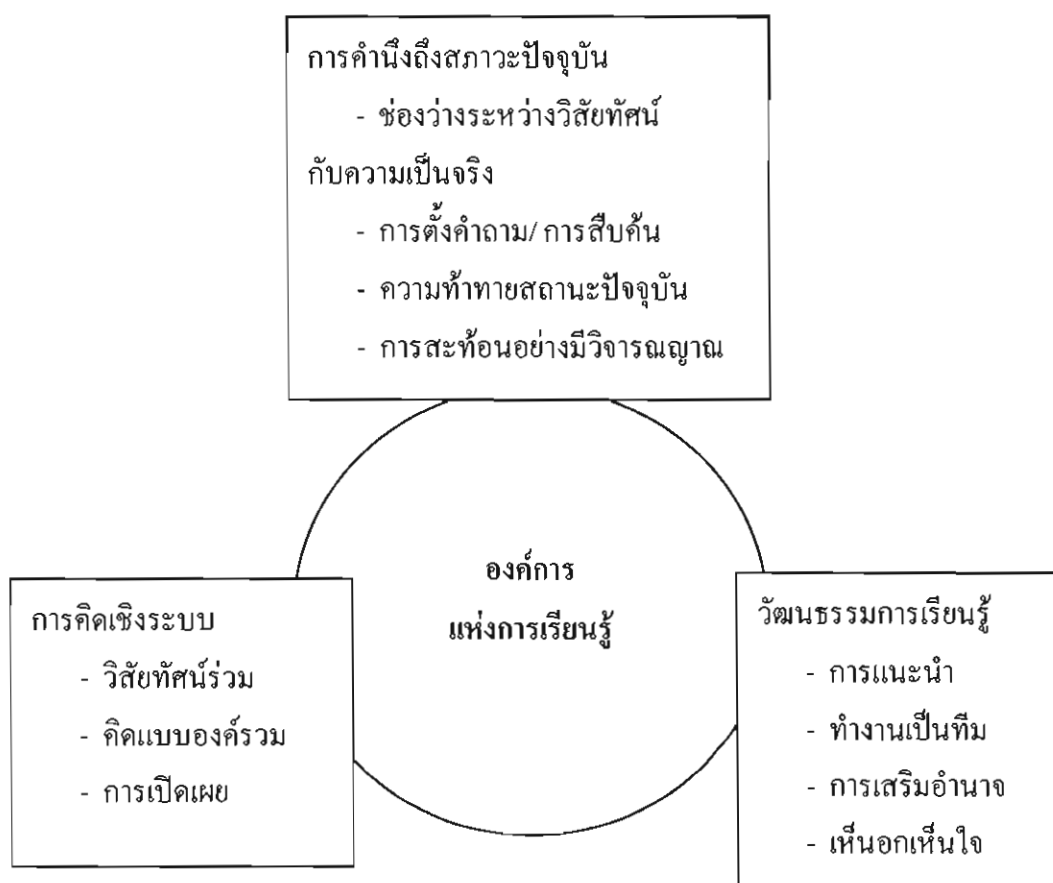 การคำนึงถึงสภาวะปัจจุบัน
- ช่องว่างระหว่างวิสัยทัศน์
กับความเป็นจริง
- การตั้งคำถาม/ การสืบค้น
- ความท้าทายสถานะปัจจุบัน
- การสะท้อนอย่างมีวิจารณญาณ
องค์การ
แห่งการเรียนรู้
การคิดเชิงระบบ
- วิสัยทัศน์ร่วม
- คิดแบบองค์รวม
- การเปิดเผย
วัฒนธรรมการเรียนรู้
- การแนะนำ
- ทำงานเป็นทีม
- การเสริมอำนาจ
- เห็นอกเห็นใจ